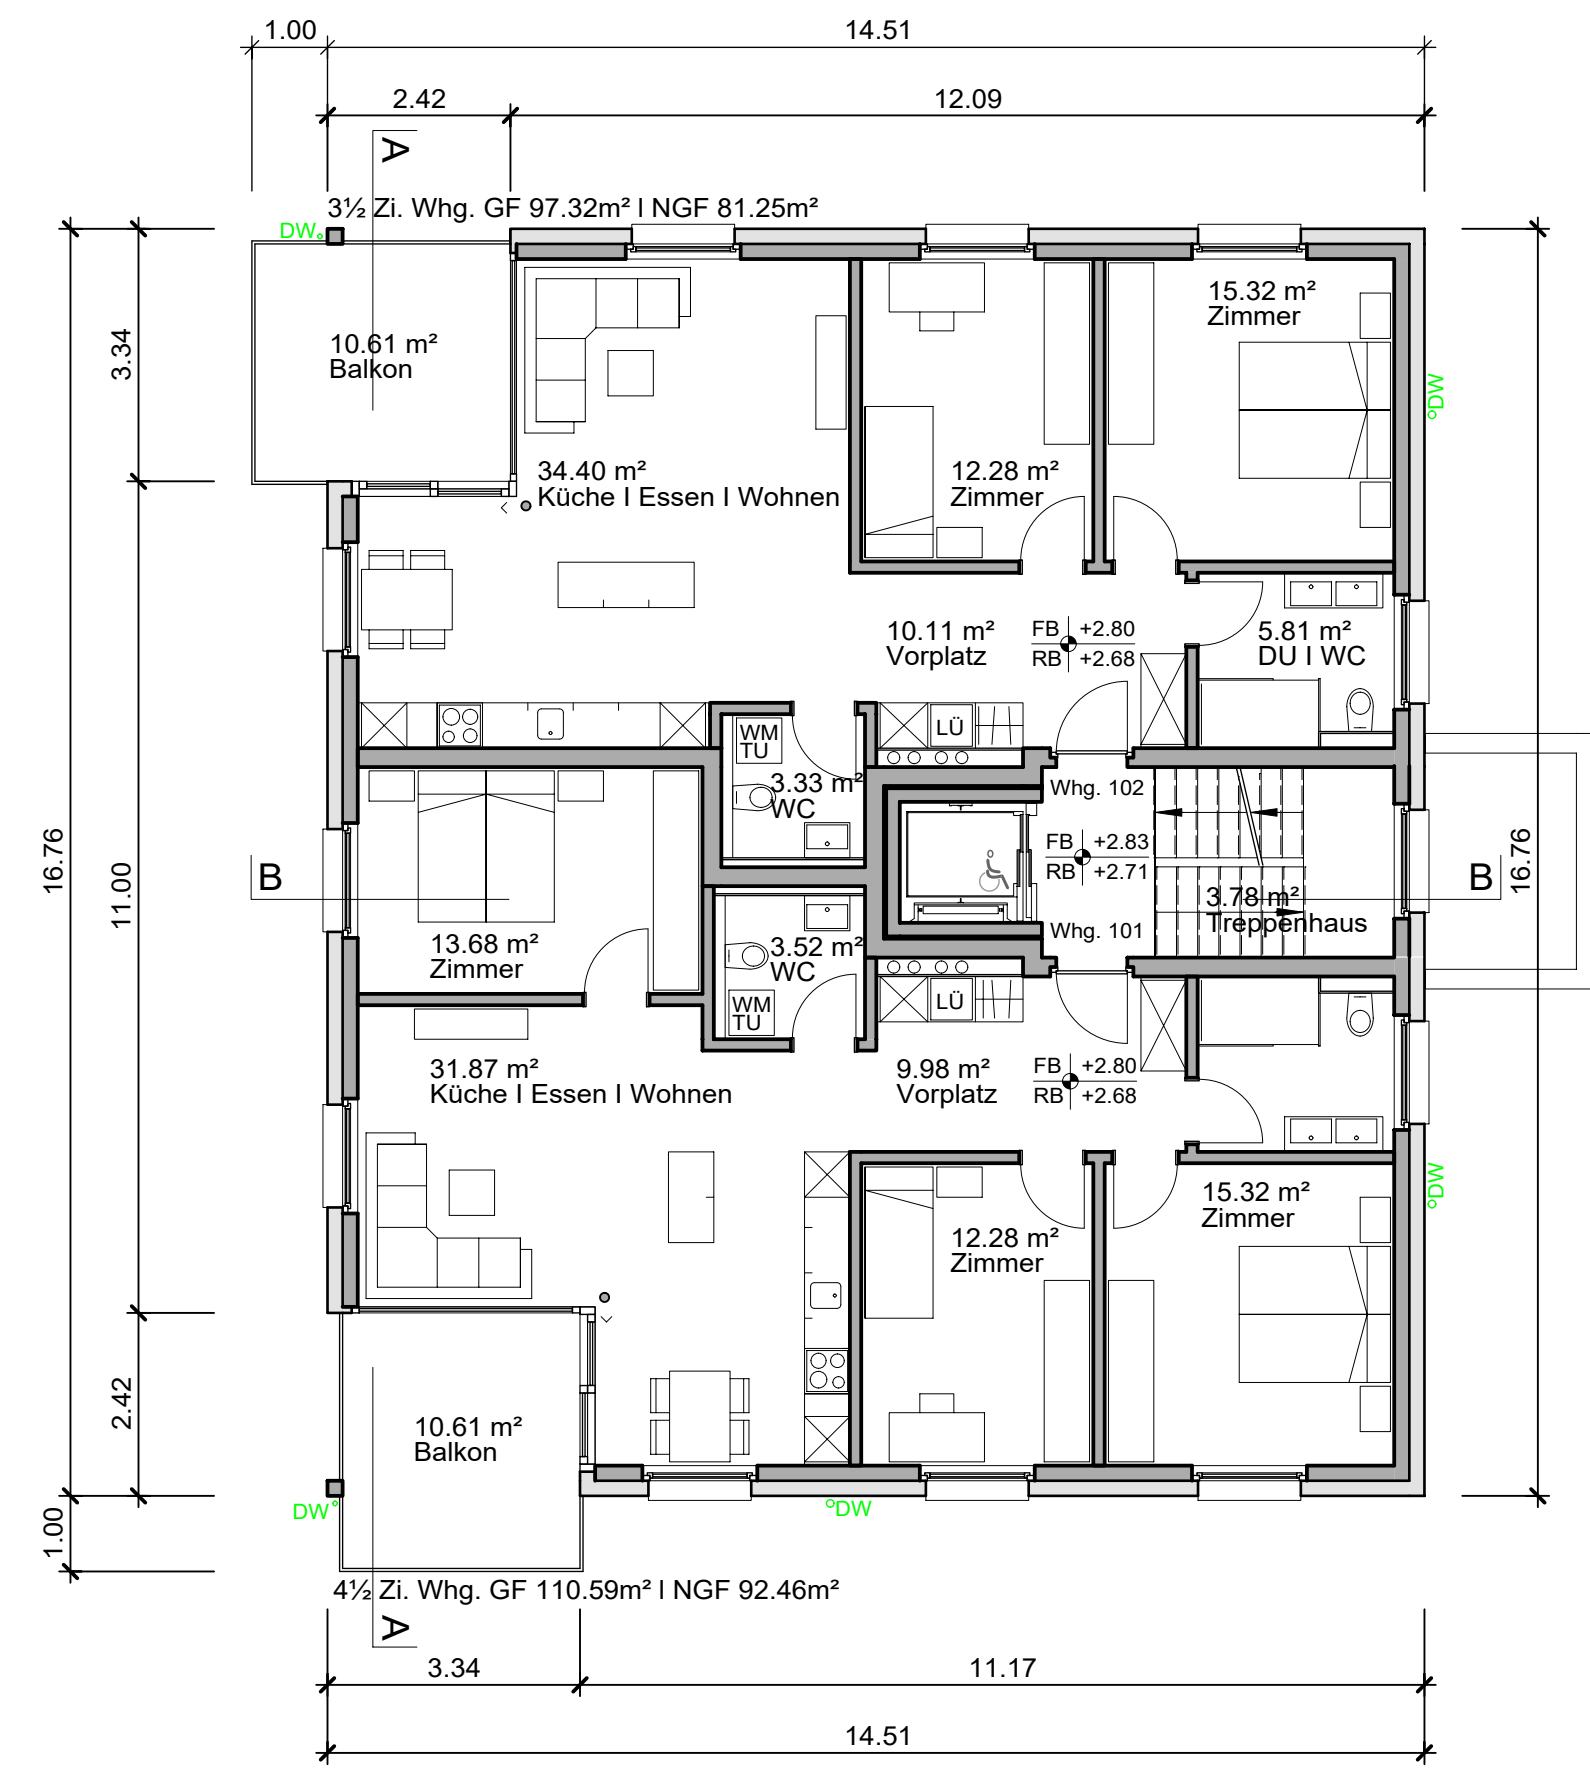 1.00
14.51
2.42
12.09
A
3½ Zi. Whg. GF 97.32m² I NGF 81.25m²
DW
3.34
10.61 m²
Balkon
15.32 m²
Zimmer
DW
34.40 m²
Küche I Essen I Wohnen
12.28 m²
Zimmer
10.11 m²
Vorplatz
FB +2.80
RB +2.68
5.81 m²
DU I WC
WM
TU
LÜ
3.33 m²
WC
Whg. 102
16.76
11.00
B
FB +2.83
RB +2.71
B
16.76
3.78 m²
Treppenhaus
13.68 m²
Zimmer
3.52 m²
WC
Whg. 101
WM
TU
LÜ
31.87 m²
Küche I Essen I Wohnen
9.98 m²
Vorplatz
FB +2.80
RB +2.68
DW
15.32 m²
Zimmer
12.28 m²
Zimmer
2.42
10.61 m²
Balkon
DW
DW
1.00
4½ Zi. Whg. GF 110.59m² I NGF 92.46m²
A
3.34
11.17
14.51